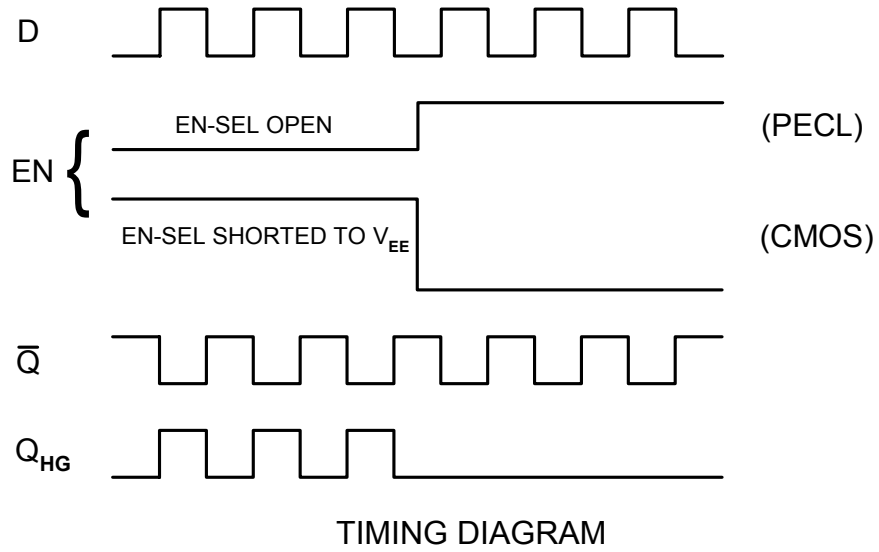 D
EN-SEL OPEN
(PECL)
EN {
EN-SEL SHORTED TO VEE
(CMOS)
Q̅
QHG
TIMING DIAGRAM